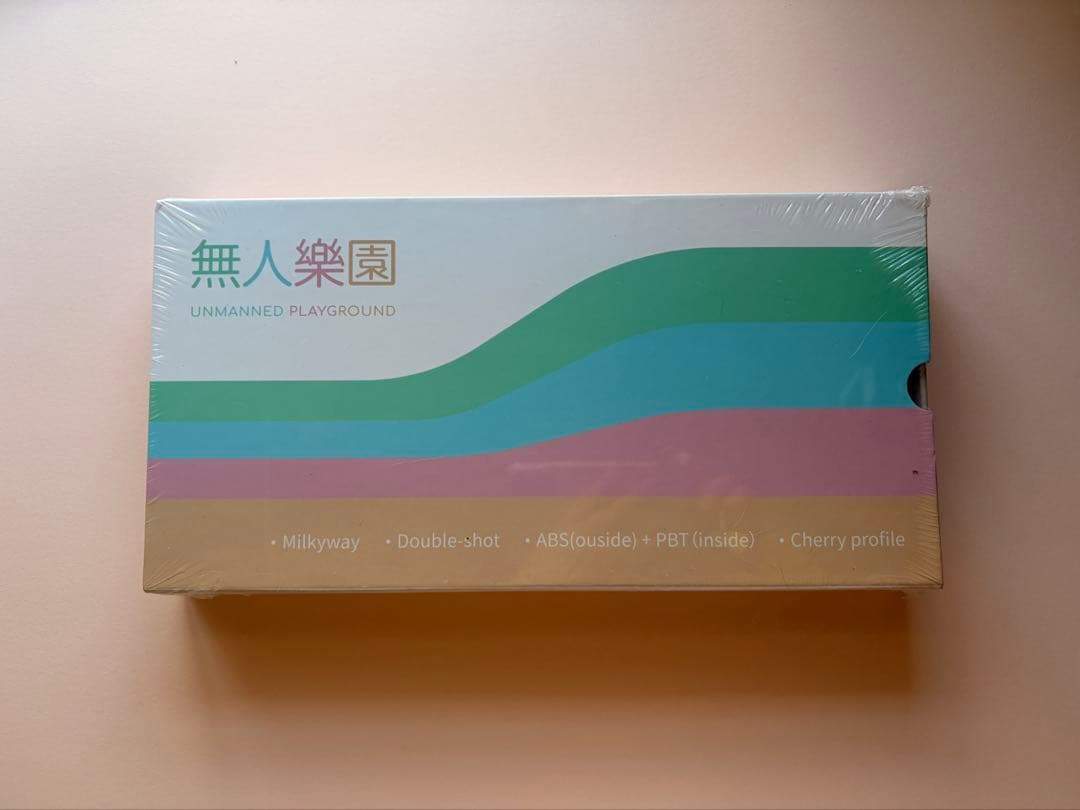 無人樂園
UNMANNED PLAYGROUND
• Milkyway • Double-shot • ABS(ouside) + PBT (inside) • Cherry profile